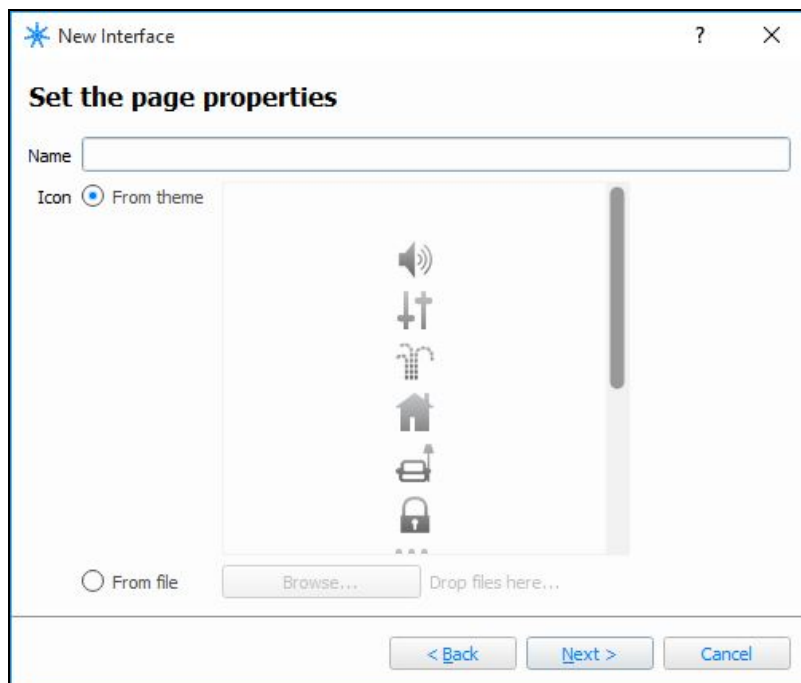 New Interface
?
Set the page properties
Name
Icon From theme
From file Browse... Drop files here...
< Back Next > Cancel